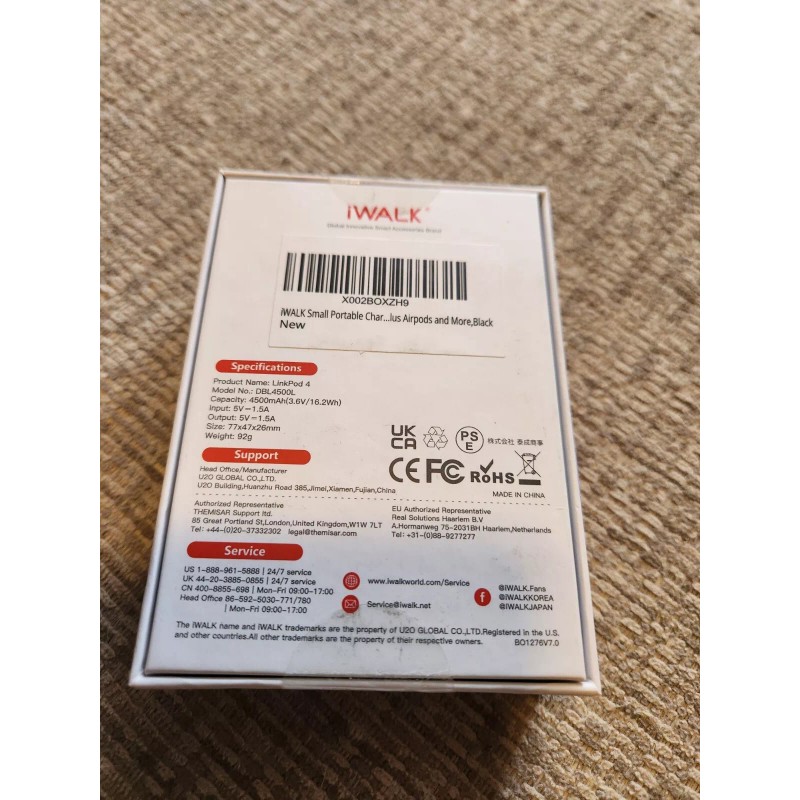 iWALK
Global Innovative Smart Accessories Brand
X002BOXZH9
iWALK Small Portable Char...lus Airpods and More,Black
New
Specifications
Product Name: LinkPod 4
Model No.: DBL4500L
Capacity: 4500mAh(3.6V/16.2Wh)
Input: 5V⎓1.5A
Output: 5V⎓1.5A
Size: 77x47x26mm
Weight: 92g
UK
CA
PS
E
株式会社 泰成商事
CE FC RoHS
MADE IN CHINA
Support
Head Office/Manufacturer
U2O GLOBAL CO.,LTD.
U2O Building,Huanzhu Road 385,Jimei,Xiamen,Fujian,China
Authorized Representative
THEMISAR Support ltd.
85 Great Portland St,London,United Kingdom,W1W 7LT
Tel: +44-(0)20-37332302 legal@themisar.com
EU Authorized Representative
Real Solutions Haarlem B.V
A.Hormanweg 75-2031BH Haarlem,Netherlands
Tel: +31-(0)88-9277277
Service
US 1-888-961-5888 | 24/7 service
UK 44-20-3885-0855 | 24/7 service
CN 400-8855-698 | Mon-Fri 09:00-17:00
Head Office 86-592-5030-771/780
| Mon-Fri 09:00-17:00
www.iwalkworld.com/Service
Service@iwalk.net
@IWALK.Fans
@IWALKKOREA
@IWALKJAPAN
The iWALK name and iWALK trademarks are the property of U2O GLOBAL CO.,LTD.Registered in the U.S.
and other countries.All other trademarks are the property of their respective owners.
BO1276V7.0